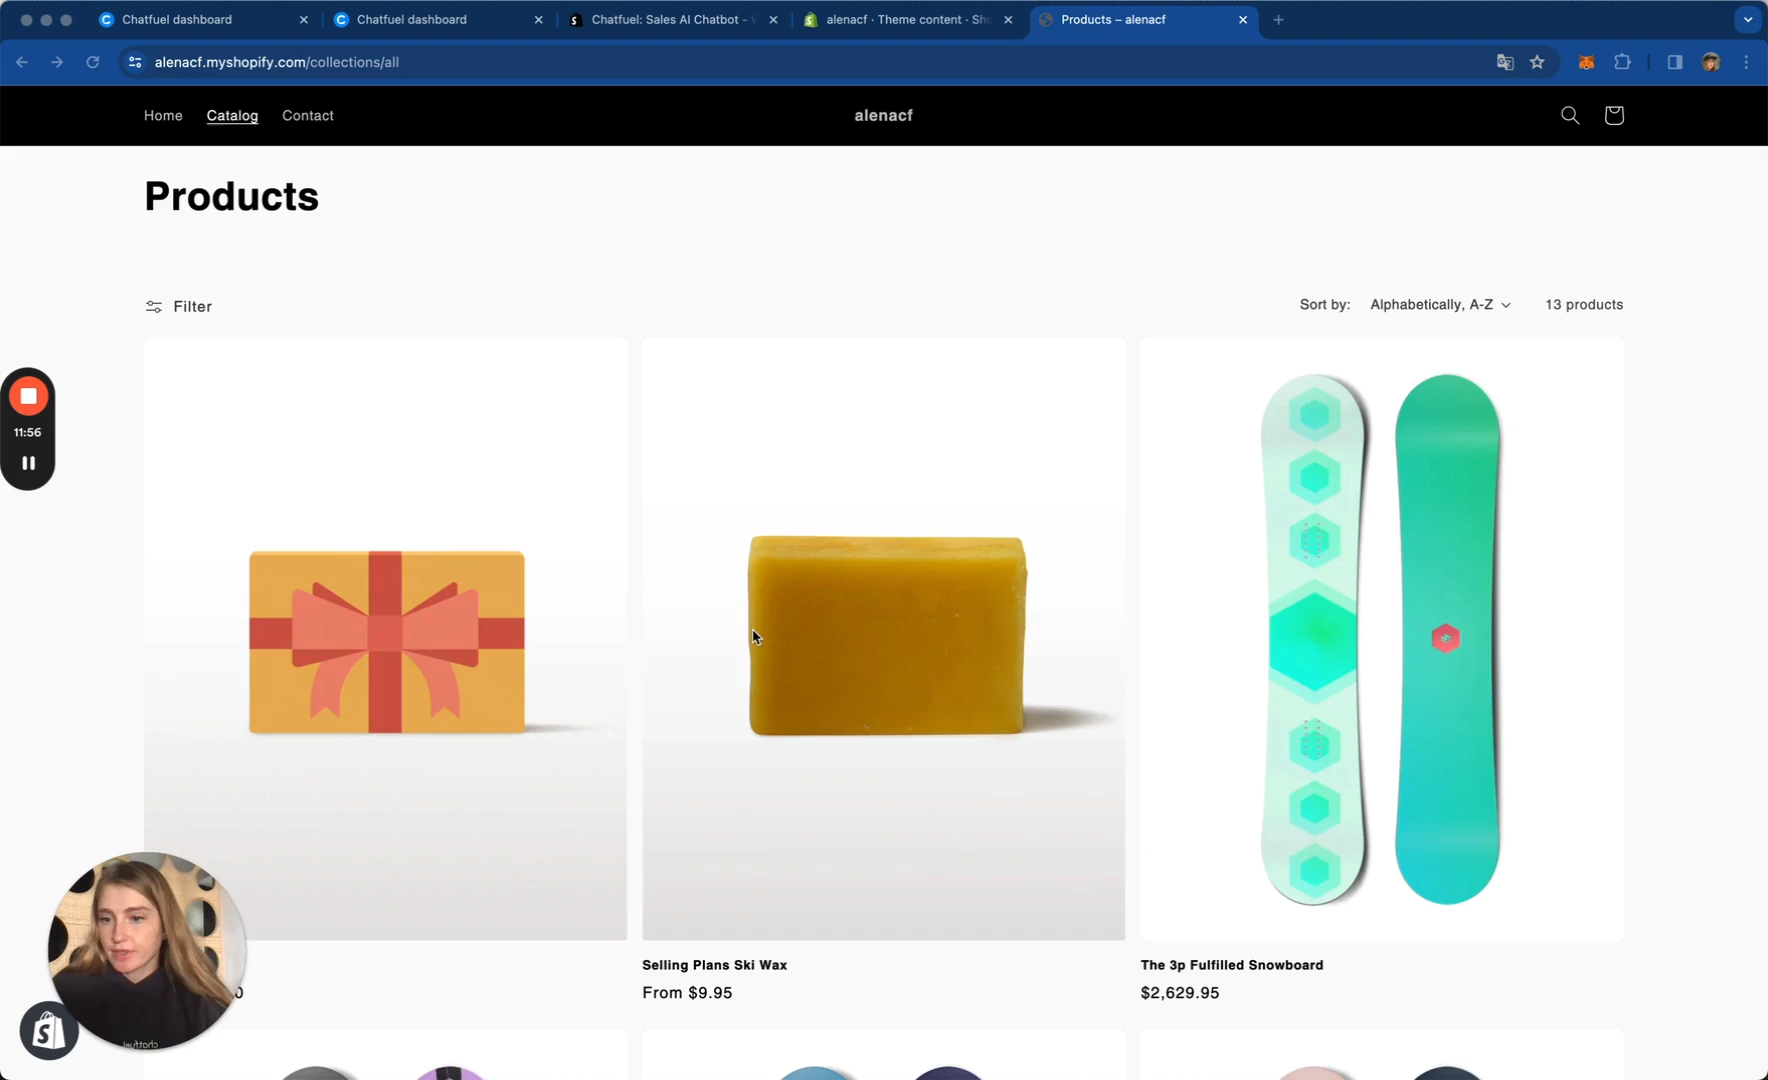 Chatfuel dashboard
Chatfuel dashboard
Chatfuel: Sales AI Chatbot -
alenacf · Theme content · Sho
Products – alenacf
alenacf.myshopify.com/collections/all
Home
Catalog
Contact
alenacf
Products
Filter
Sort by:
Alphabetically, A-Z
13 products
11:56
Selling Plans Ski Wax
From $9.95
The 3p Fulfilled Snowboard
$2,629.95
0
chatfuel